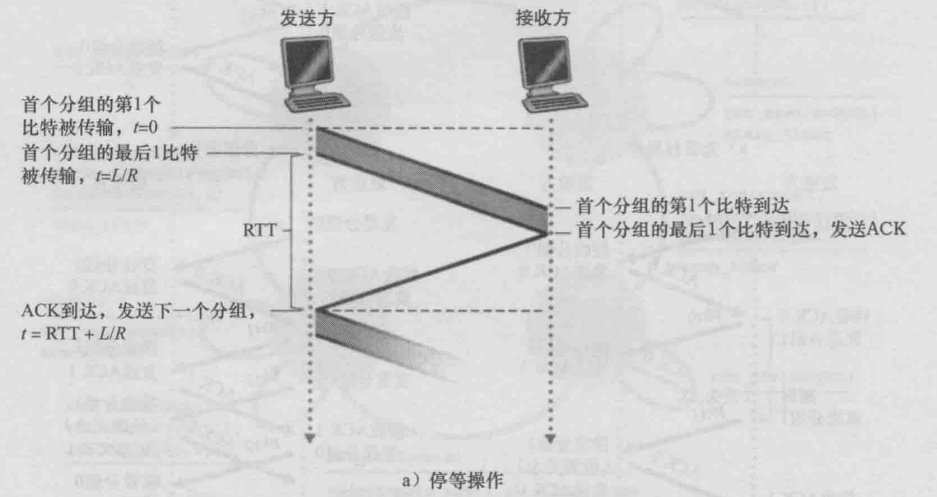 发送方
接收方
首个分组的第1个
比特被传输，t=0
首个分组的最后1比特
被传输，t=L/R
首个分组的第1个比特到达
首个分组的最后1个比特到达，发送ACK
RTT
ACK到达，发送下一个分组，
t = RTT + L/R
a）停等操作